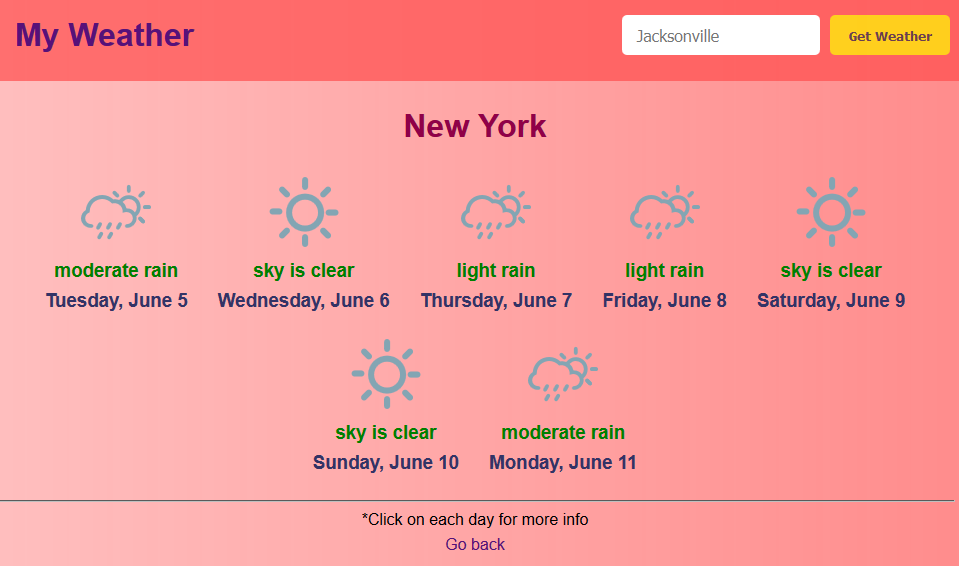 My Weather
Jacksonville
Get Weather
New York
moderate rain
Tuesday, June 5
sky is clear
Wednesday, June 6
light rain
Thursday, June 7
light rain
Friday, June 8
sky is clear
Saturday, June 9
sky is clear
Sunday, June 10
moderate rain
Monday, June 11
*Click on each day for more info
Go back